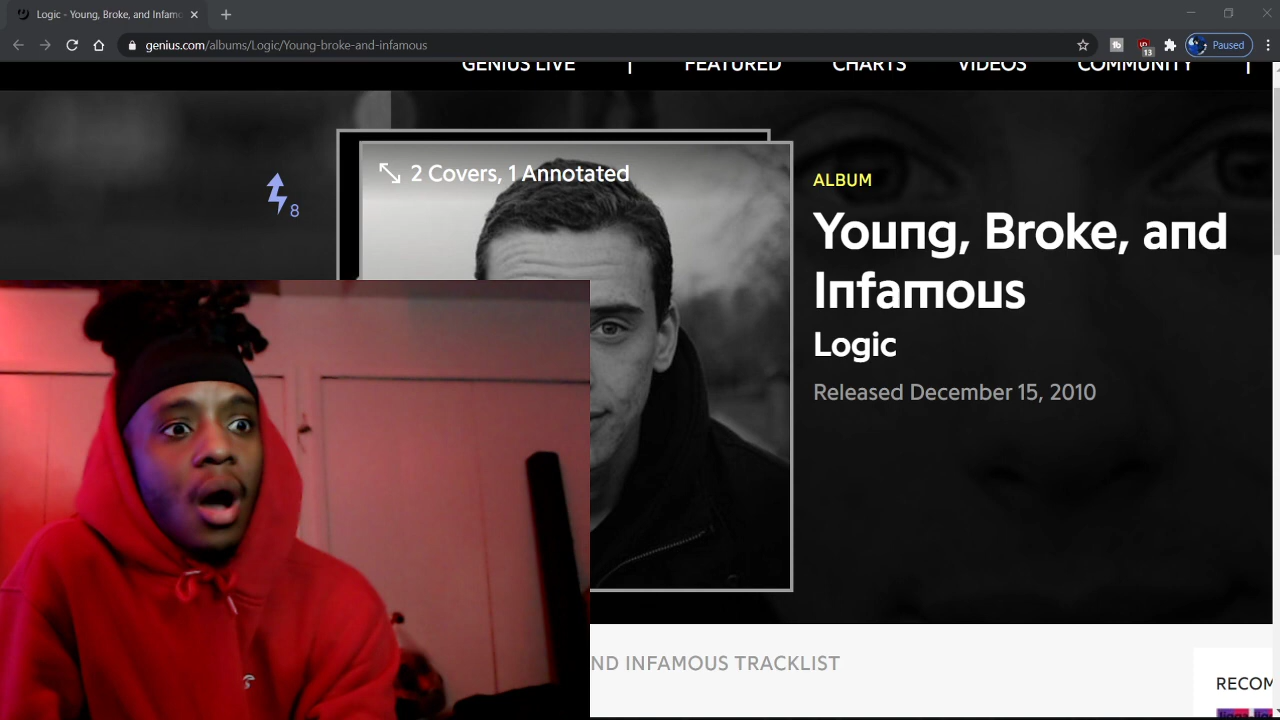 Logic - Young, Broke, and Infamo
genius.com/albums/Logic/Young-broke-and-infamous
13
Paused
GENIUS LIVE | FEATURED CHARTS VIDEOS COMMUNITY |
2 Covers, 1 Annotated
8
ALBUM
Young, Broke, and
Infamous
Logic
Released December 15, 2010
ND INFAMOUS TRACKLIST
RECOM